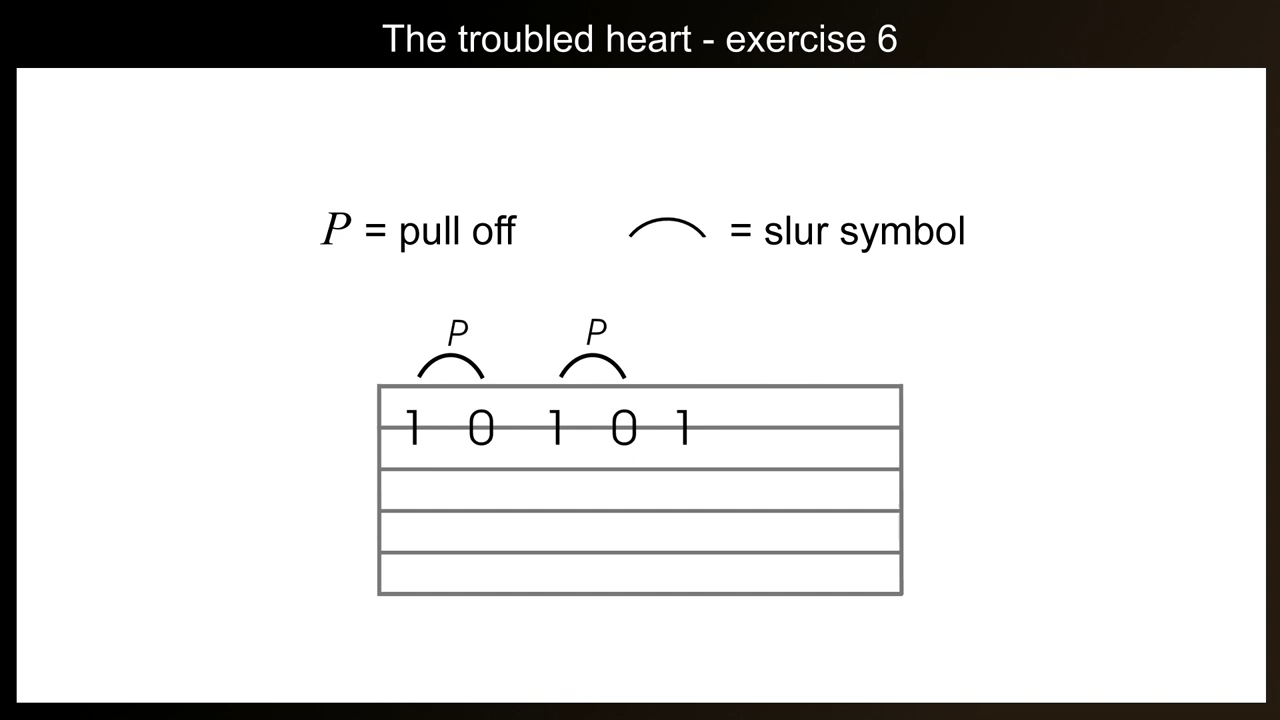 The troubled heart - exercise 6
P = pull off = slur symbol
P P
1 0 1 0 1